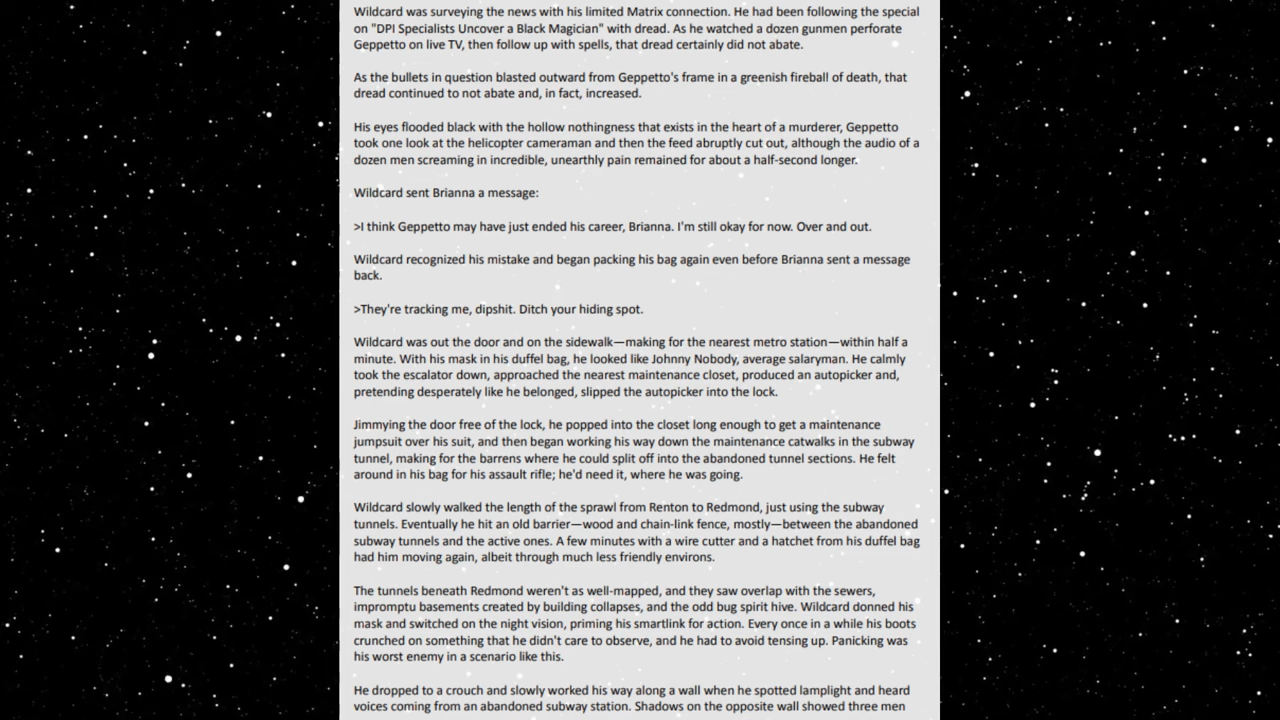 Wildcard was surveying the news with his limited Matrix connection. He had been following the special
on "DPI Specialists Uncover a Black Magician" with dread. As he watched a dozen gunmen perforate
Geppetto on live TV, then follow up with spells, that dread certainly did not abate.
As the bullets in question blasted outward from Geppetto's frame in a greenish fireball of death, that
dread continued to not abate and, in fact, increased.
His eyes flooded black with the hollow nothingness that exists in the heart of a murderer, Geppetto
took one look at the helicopter cameraman and then the feed abruptly cut out, although the audio of a
dozen men screaming in incredible, unearthly pain remained for about a half-second longer.
Wildcard sent Brianna a message:
>I think Geppetto may have just ended his career, Brianna. I'm still okay for now. Over and out.
Wildcard recognized his mistake and began packing his bag again even before Brianna sent a message
back.
>They're tracking me, dipshit. Ditch your hiding spot.
Wildcard was out the door and on the sidewalk—making for the nearest metro station—within half a
minute. With his mask in his duffel bag, he looked like Johnny Nobody, average salaryman. He calmly
took the escalator down, approached the nearest maintenance closet, produced an autopicker and,
pretending desperately like he belonged, slipped the autopicker into the lock.
Jimmying the door free of the lock, he popped into the closet long enough to get a maintenance
jumpsuit over his suit, and then began working his way down the maintenance catwalks in the subway
tunnel, making for the barrens where he could split off into the abandoned tunnel sections. He felt
around in his bag for his assault rifle; he'd need it, where he was going.
Wildcard slowly walked the length of the sprawl from Renton to Redmond, just using the subway
tunnels. Eventually he hit an old barrier—wood and chain-link fence, mostly—between the abandoned
subway tunnels and the active ones. A few minutes with a wire cutter and a hatchet from his duffel bag
had him moving again, albeit through much less friendly environs.
The tunnels beneath Redmond weren't as well-mapped, and they saw overlap with the sewers,
impromptu basements created by building collapses, and the odd bug spirit hive. Wildcard donned his
mask and switched on the night vision, priming his smartlink for action. Every once in a while his boots
crunched on something that he didn't care to observe, and he had to avoid tensing up. Panicking was
his worst enemy in a scenario like this.
He dropped to a crouch and slowly worked his way along a wall when he spotted lamplight and heard
voices coming from an abandoned subway station. Shadows on the opposite wall showed three men